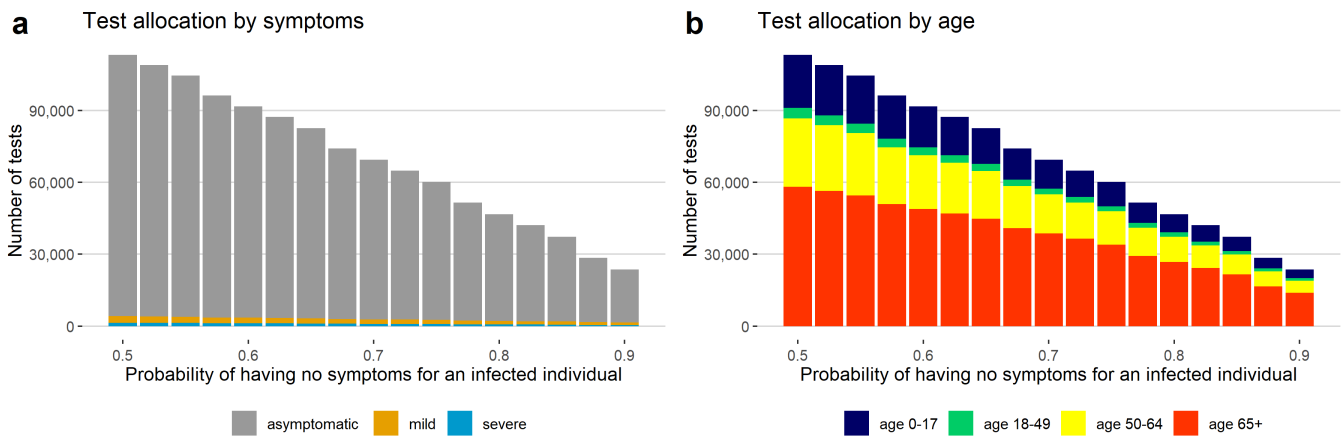 a
Test allocation by symptoms
Number of tests
90,000
60,000
30,000
0
0.5 0.6 0.7 0.8 0.9
Probability of having no symptoms for an infected individual
asymptomatic mild severe
b
Test allocation by age
Number of tests
90,000
60,000
30,000
0
0.5 0.6 0.7 0.8 0.9
Probability of having no symptoms for an infected individual
age 0-17 age 18-49 age 50-64 age 65+